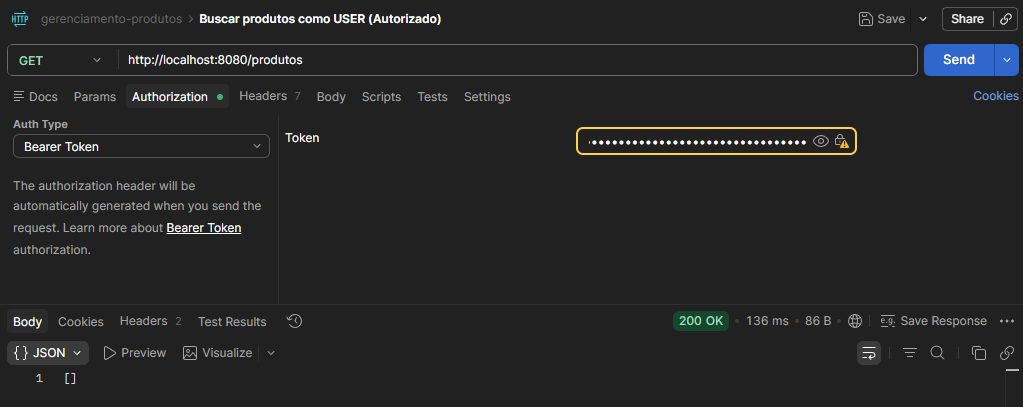 HTTP gerenciamento-produtos > Buscar produtos como USER (Autorizado) Save Share
GET http://localhost:8080/produtos Send
Docs Params Authorization Headers 7 Body Scripts Tests Settings Cookies
Auth Type
Bearer Token
Token ••••••••••••••••••••••••••••••••
The authorization header will be
automatically generated when you send the
request. Learn more about Bearer Token
authorization.
Body Cookies Headers 2 Test Results 200 OK • 136 ms • 86 B • e.g. Save Response
{} JSON Preview Visualize
1 []